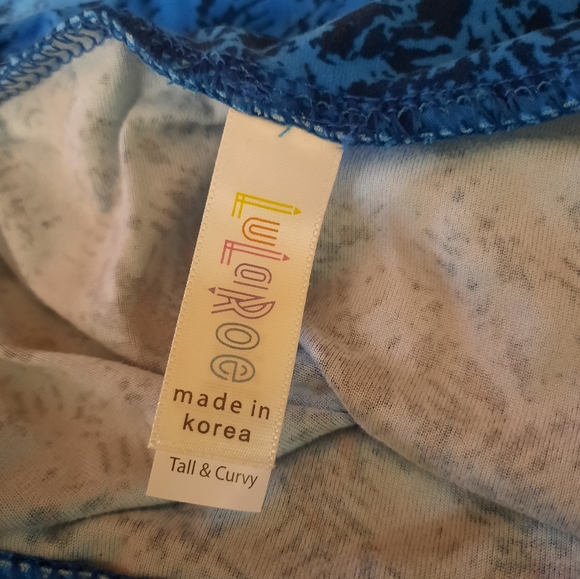 LuLaRoe
made in
korea
Tall & Curvy